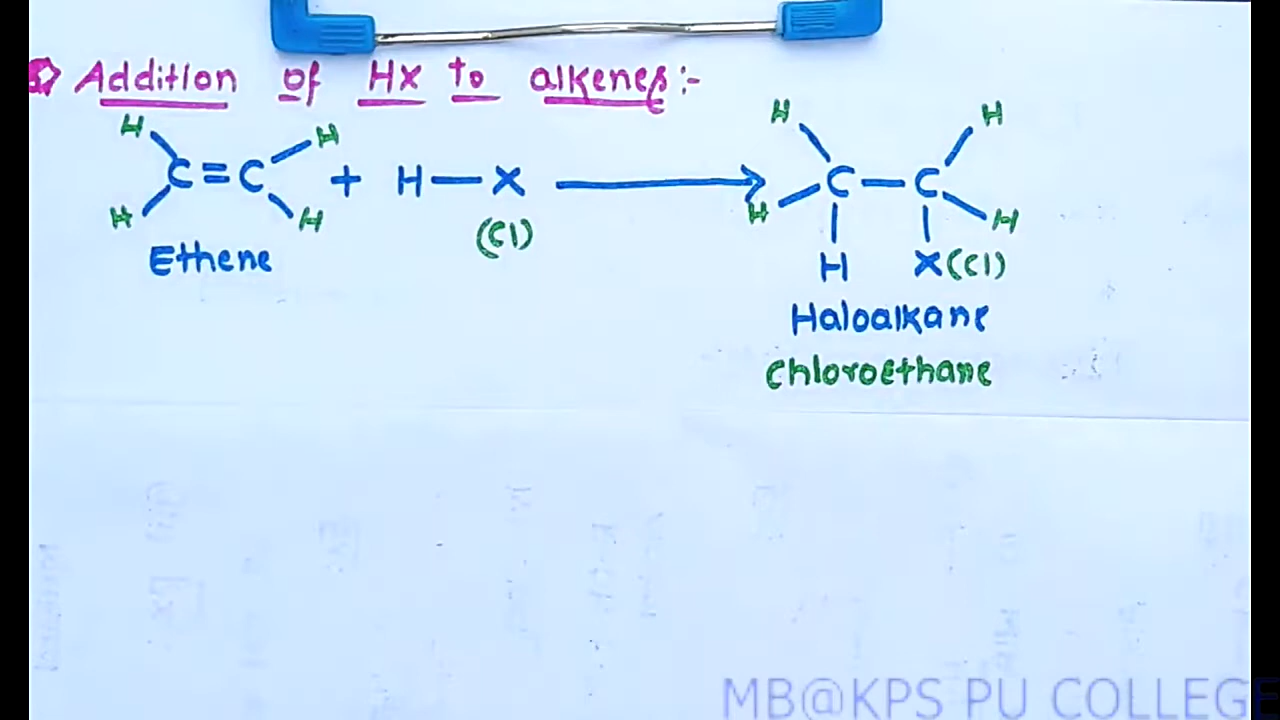 Addition of HX to alkenes:-
H H H H
C=C + H—X → C—C
H H (Cl) H H
Ethene H X(Cl)
Haloalkane
Chloroethane
MB@KPS PU COLLEGE